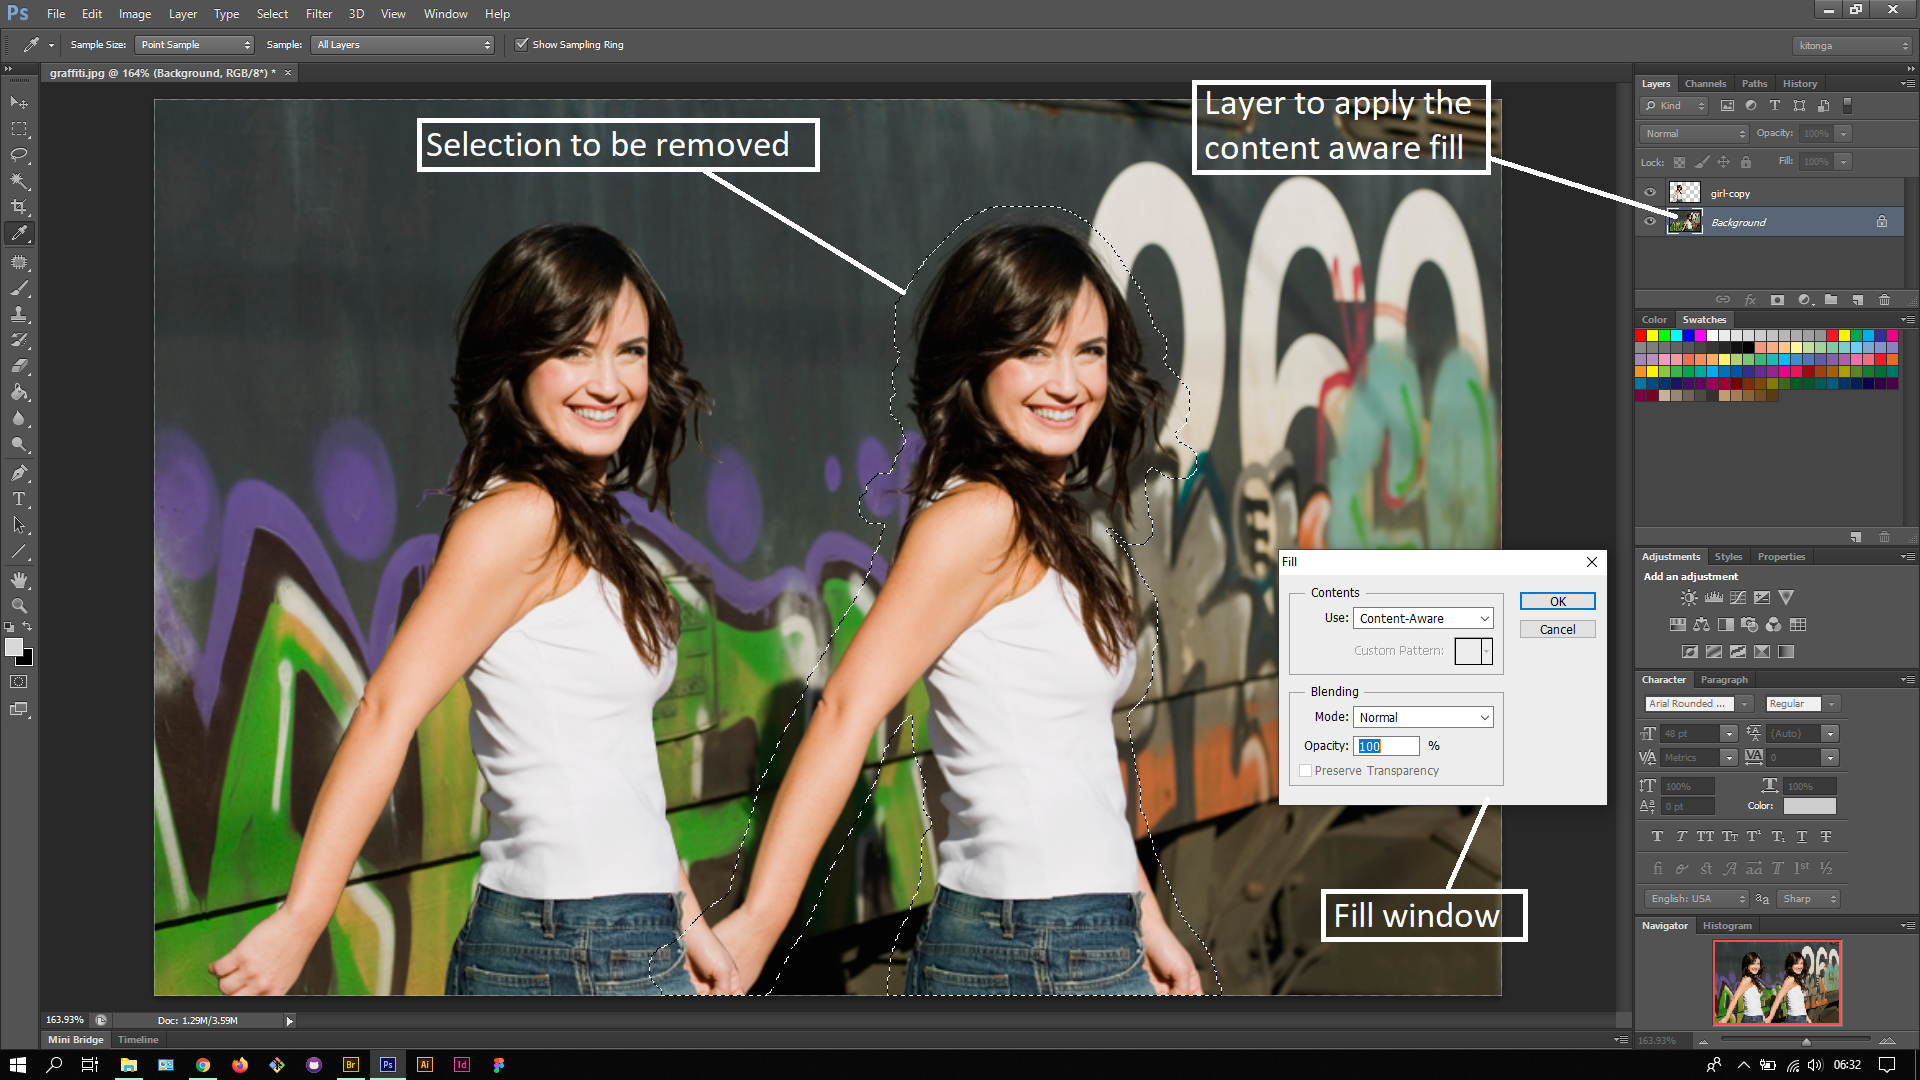 Ps File Edit Image Layer Type Select Filter 3D View Window Help
Sample Size: Point Sample Sample: All Layers Show Sampling Ring kitonga
graffiti.jpg @ 164% (Background, RGB/8*) *
Selection to be removed
Layer to apply the
content aware fill
Layers Channels Paths History
Kind
Normal Opacity: 100%
Lock: Fill: 100%
girl-copy
Background
Color Swatches
Adjustments Styles Properties
Add an adjustment
Fill
Contents
Use: Content-Aware
Custom Pattern:
OK
Cancel
Blending
Mode: Normal
Opacity: 100 %
Preserve Transparency
Fill window
Character Paragraph
Arial Rounded ... Regular
48 pt (Auto)
Metrics 0
100% 100%
0 pt Color:
English: USA Sharp
Navigator Histogram
163.93%
163.93% Doc: 1.29M/3.59M
Mini Bridge Timeline
Br Ps Ai Id 06:32